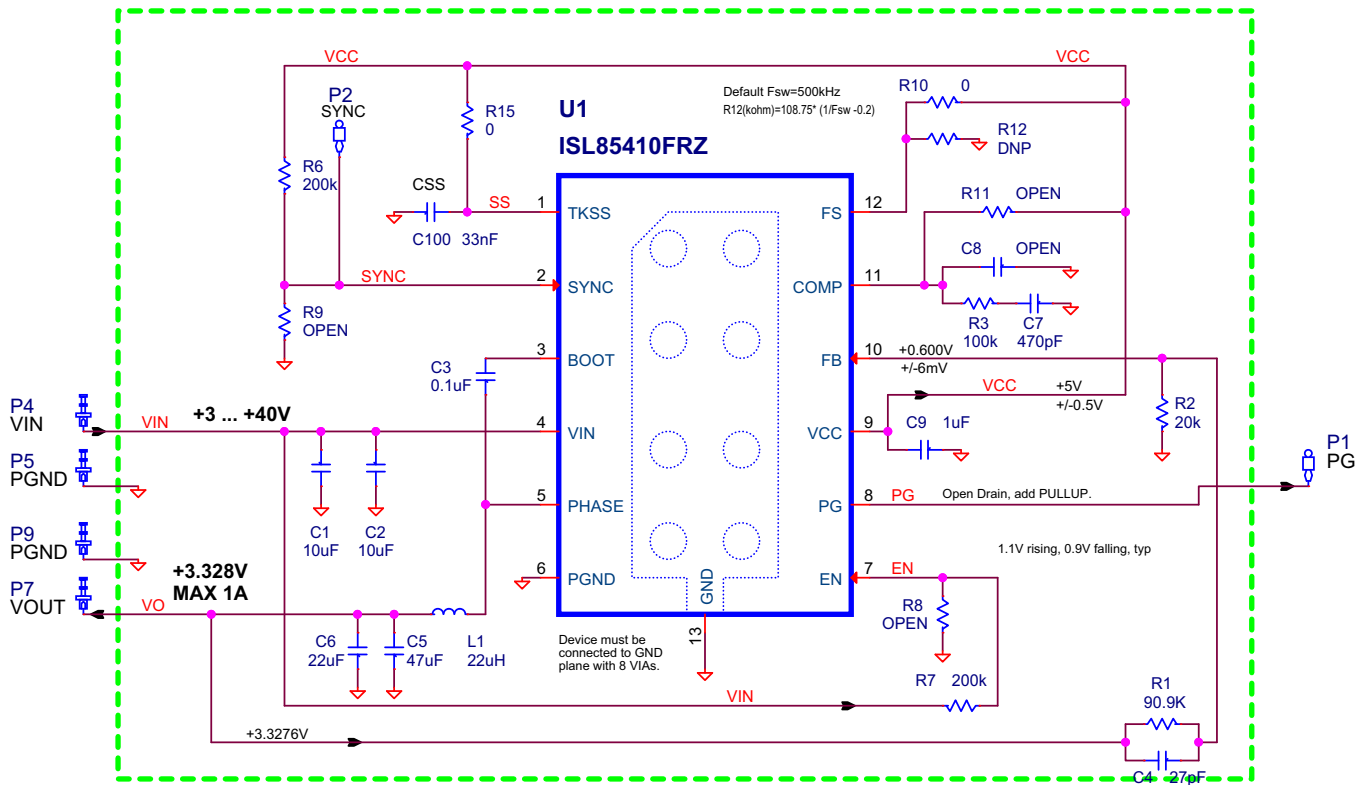 VCC
VCC
P2
SYNC
R15
0
U1
ISL85410FRZ
Default Fsw=500kHz
R12(kohm)=108.75* (1/Fsw -0.2)
R10 0
R12
DNP
R6
200k
CSS
SS
1
TKSS
FS
12
R11 OPEN
C100 33nF
C8 OPEN
SYNC
2
SYNC
COMP
11
R9
OPEN
R3
100k
C7
470pF
C3
0.1uF
3
BOOT
FB
10
+0.600V
+/-6mV
VCC
+5V
+/-0.5V
R2
20k
P4
VIN
VIN
+3 ... +40V
4
VIN
VCC
9
C9 1uF
P5
PGND
C1
10uF
C2
10uF
5
PHASE
PG
8
PG
Open Drain, add PULLUP.
P1
PG
P9
PGND
1.1V rising, 0.9V falling, typ
+3.328V
MAX 1A
6
PGND
GND
EN
7
EN
P7
VOUT
VO
R8
OPEN
C6
22uF
C5
47uF
L1
22uH
Device must be
connected to GND
plane with 8 VIAs.
13
R7 200k
VIN
R1
90.9K
+3.3276V
C4 27pF